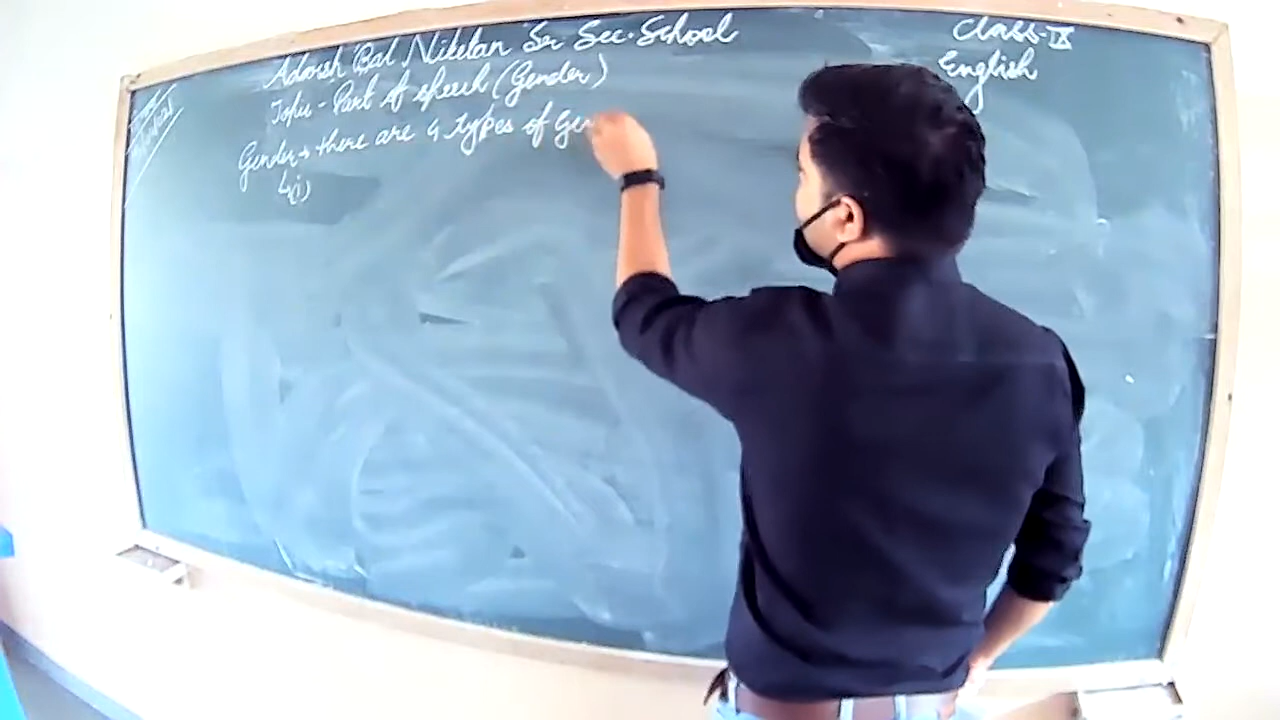 Adarsh Bal Niketan Sr Sec. School
Class-IX
English
Topic - Part of speech (Gender)
Gender → there are 4 types of Ge
↳ (i)